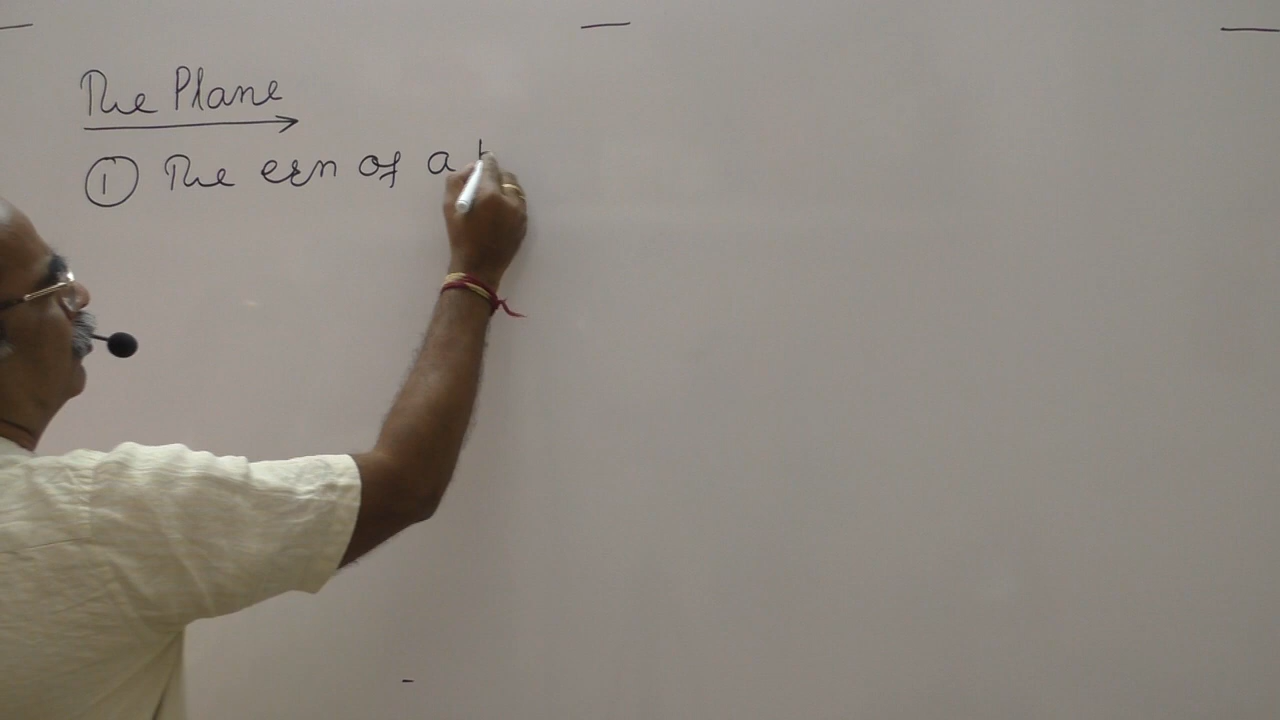 The Plane
① The eqn of a